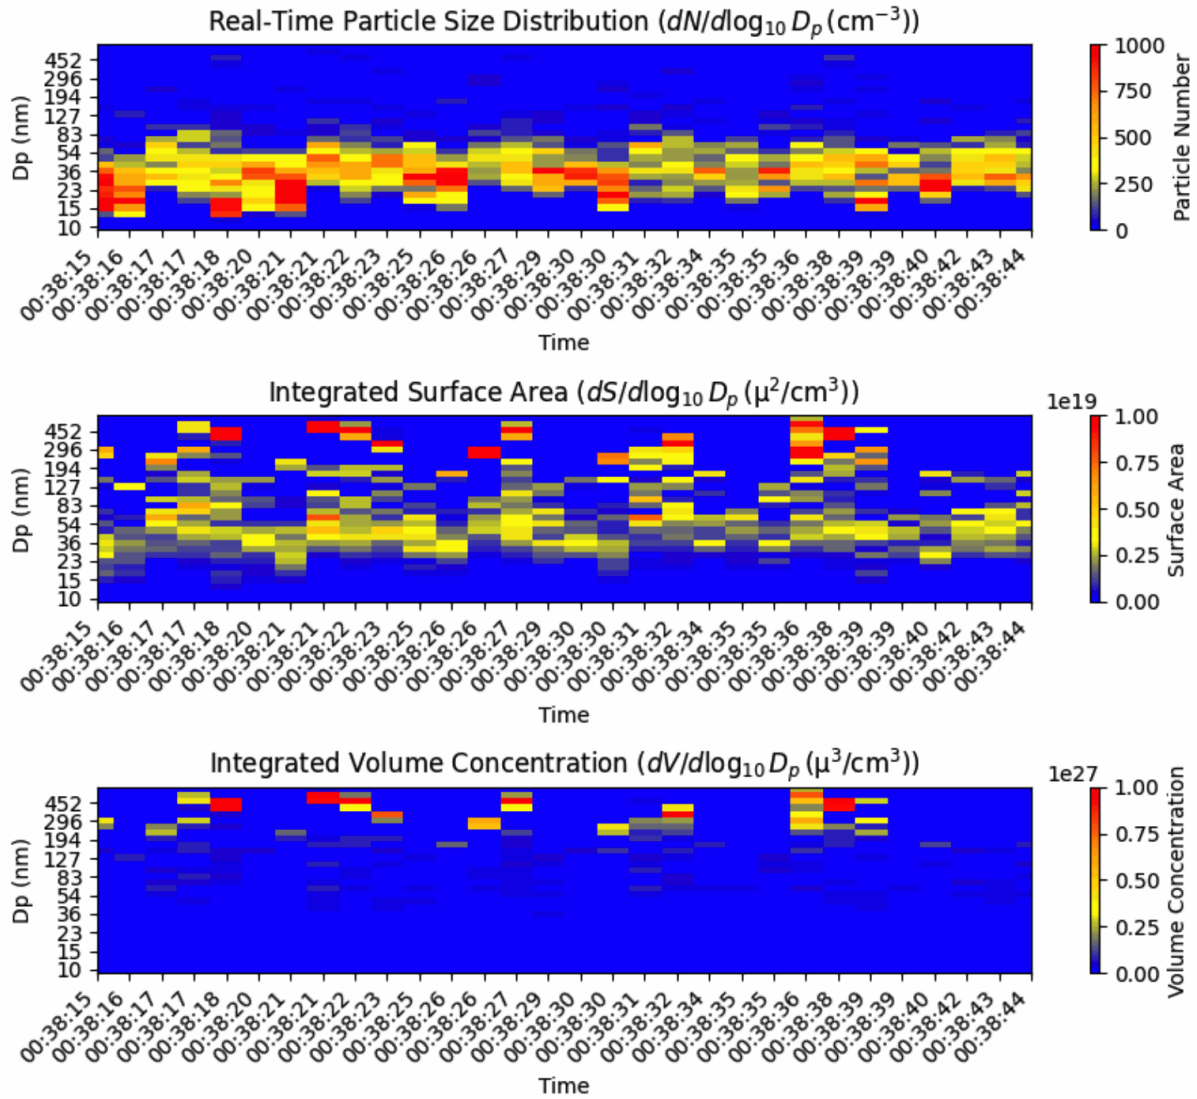 Real-Time Particle Size Distribution (dN/dlog₁₀ Dₚ (cm⁻³))
Dp (nm)
452
296
194
127
83
54
36
23
15
10
00:38:15 00:38:16 00:38:17 00:38:17 00:38:18 00:38:20 00:38:21 00:38:21 00:38:22 00:38:23 00:38:25 00:38:26 00:38:26 00:38:27 00:38:29 00:38:30 00:38:30 00:38:31 00:38:32 00:38:34 00:38:35 00:38:35 00:38:36 00:38:38 00:38:39 00:38:39 00:38:40 00:38:42 00:38:43 00:38:44
Time
1000
750
500
250
0
Particle Number
Integrated Surface Area (dS/dlog₁₀ Dₚ (μ²/cm³))
Dp (nm)
452
296
194
127
83
54
36
23
15
10
00:38:15 00:38:16 00:38:17 00:38:17 00:38:18 00:38:20 00:38:21 00:38:21 00:38:22 00:38:23 00:38:25 00:38:26 00:38:26 00:38:27 00:38:29 00:38:30 00:38:30 00:38:31 00:38:32 00:38:34 00:38:35 00:38:35 00:38:36 00:38:38 00:38:39 00:38:39 00:38:40 00:38:42 00:38:43 00:38:44
Time
1e19
1.00
0.75
0.50
0.25
0.00
Surface Area
Integrated Volume Concentration (dV/dlog₁₀ Dₚ (μ³/cm³))
Dp (nm)
452
296
194
127
83
54
36
23
15
10
00:38:15 00:38:16 00:38:17 00:38:17 00:38:18 00:38:20 00:38:21 00:38:21 00:38:22 00:38:23 00:38:25 00:38:26 00:38:26 00:38:27 00:38:29 00:38:30 00:38:30 00:38:31 00:38:32 00:38:34 00:38:35 00:38:35 00:38:36 00:38:38 00:38:39 00:38:39 00:38:40 00:38:42 00:38:43 00:38:44
Time
1e27
1.00
0.75
0.50
0.25
0.00
Volume Concentration